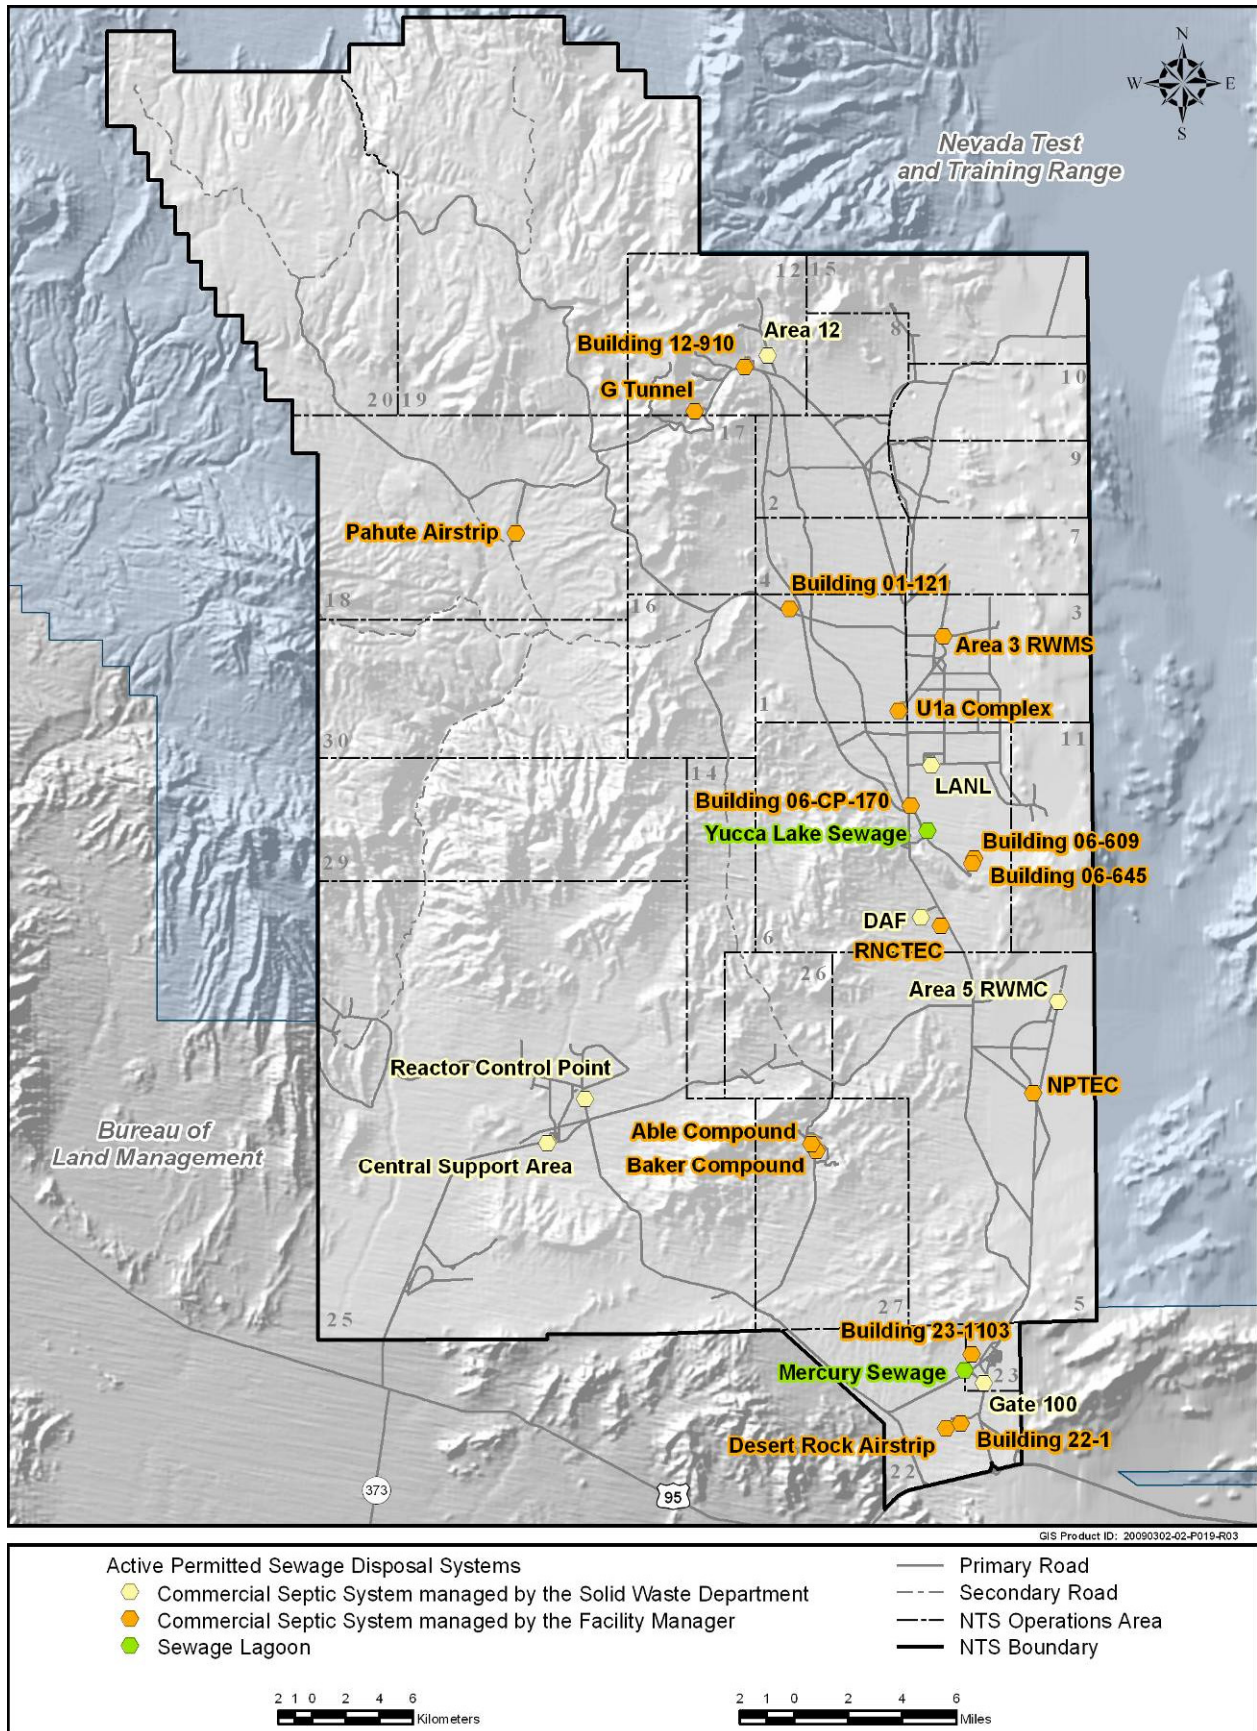 N
W E
S
Nevada Test
and Training Range
12 15
Area 12
8
Building 12-910
10
G Tunnel
20 19
17
9
2
Pahute Airstrip
7
Building 01-121
4
18
16
3
Area 3 RWMS
1
U1a Complex
11
30
14
LANL
Building 06-CP-170
Yucca Lake Sewage
Building 06-609
29
Building 06-645
DAF
6
RNCTEC
26
Area 5 RWMC
Reactor Control Point
NPTEC
Bureau of
Land Management
Able Compound
Baker Compound
Central Support Area
27
5
25
Building 23-1103
Mercury Sewage
23
Gate 100
Desert Rock Airstrip
Building 22-1
22
373
95
GIS Product ID: 20090302-02-P019-R03
Active Permitted Sewage Disposal Systems
Commercial Septic System managed by the Solid Waste Department
Commercial Septic System managed by the Facility Manager
Sewage Lagoon
Primary Road
Secondary Road
NTS Operations Area
NTS Boundary
2 1 0 2 4 6
Kilometers
2 1 0 2 4 6
Miles